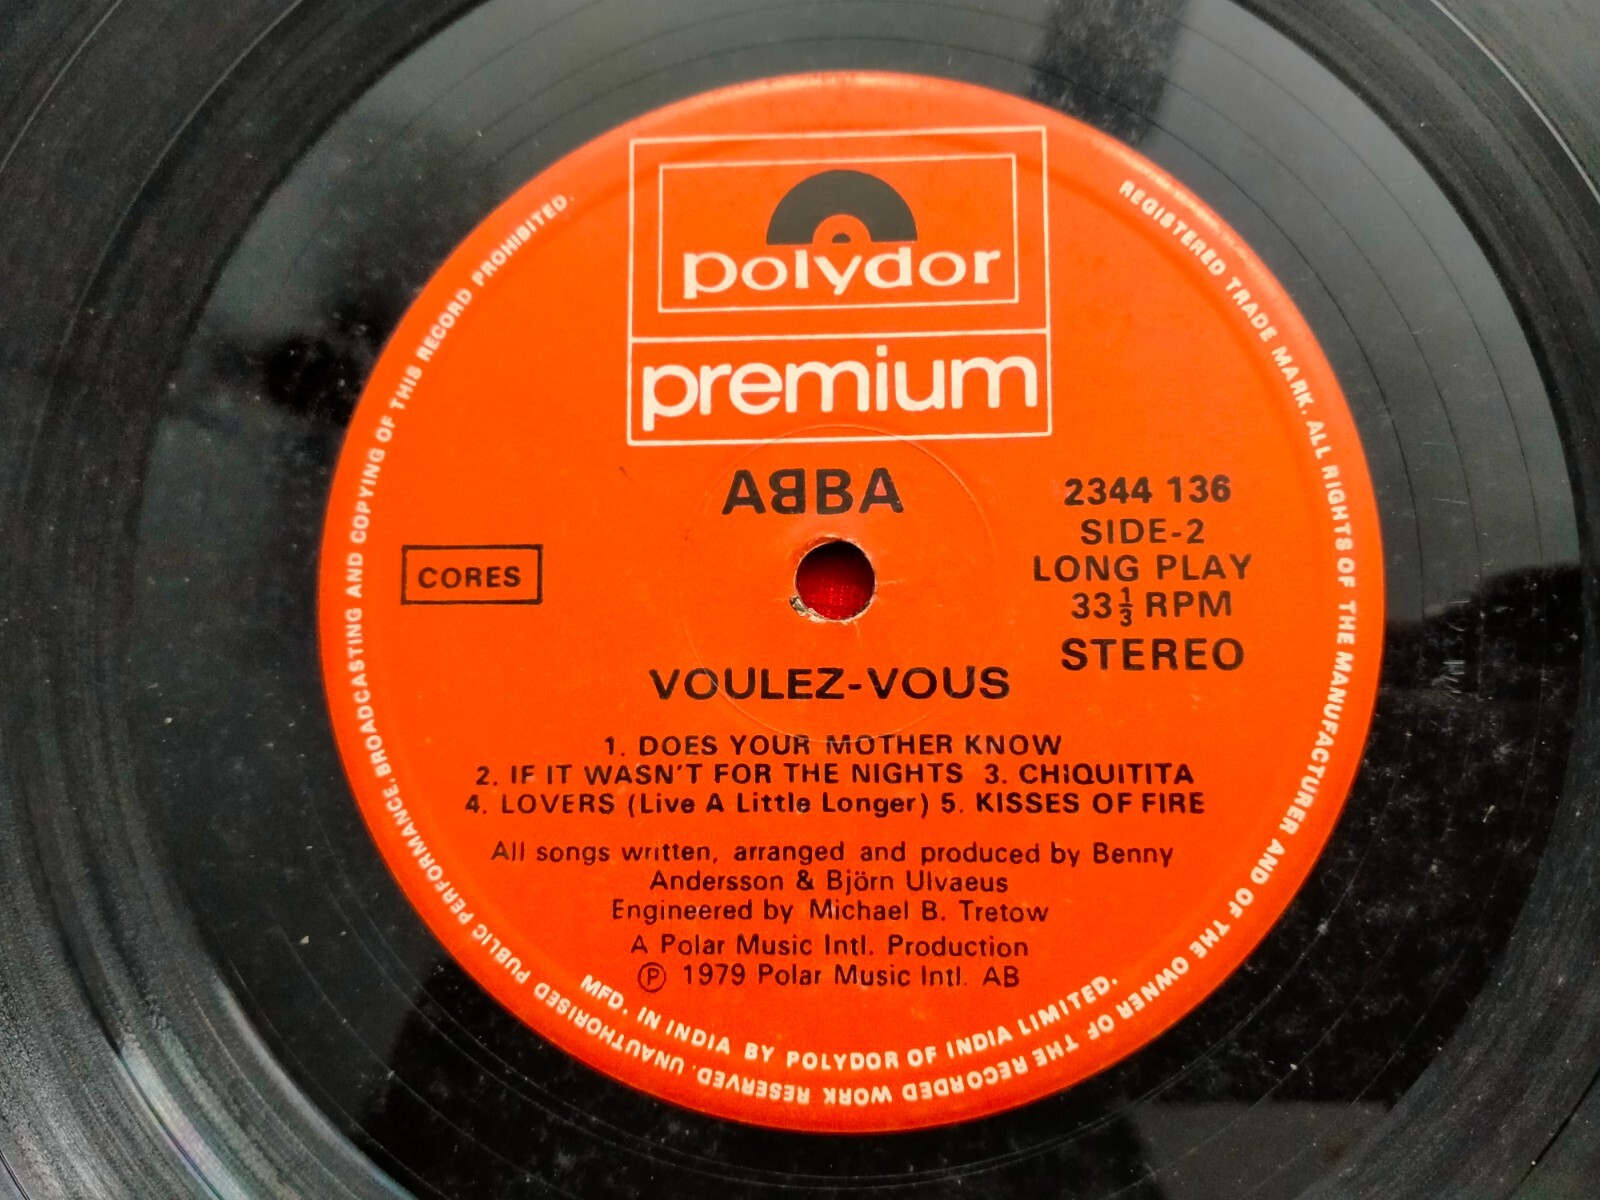 polydor
premium
AᗺBA
2344 136
SIDE-2
LONG PLAY
33⅓ RPM
STEREO
CORES
VOULEZ-VOUS
1. DOES YOUR MOTHER KNOW
2. IF IT WASN'T FOR THE NIGHTS 3. CHIQUITITA
4. LOVERS (Live A Little Longer) 5. KISSES OF FIRE
All songs written, arranged and produced by Benny
Andersson & Björn Ulvaeus
Engineered by Michael B. Tretow
A Polar Music Intl. Production
Ⓟ 1979 Polar Music Intl. AB
MFD. IN INDIA BY POLYDOR OF INDIA LIMITED.
REGISTERED TRADE MARK. ALL RIGHTS OF THE MANUFACTURER AND OF THE OWNER OF THE RECORDED WORK RESERVED. UNAUTHORISED PUBLIC PERFORMANCE, BROADCASTING AND COPYING OF THIS RECORD PROHIBITED.